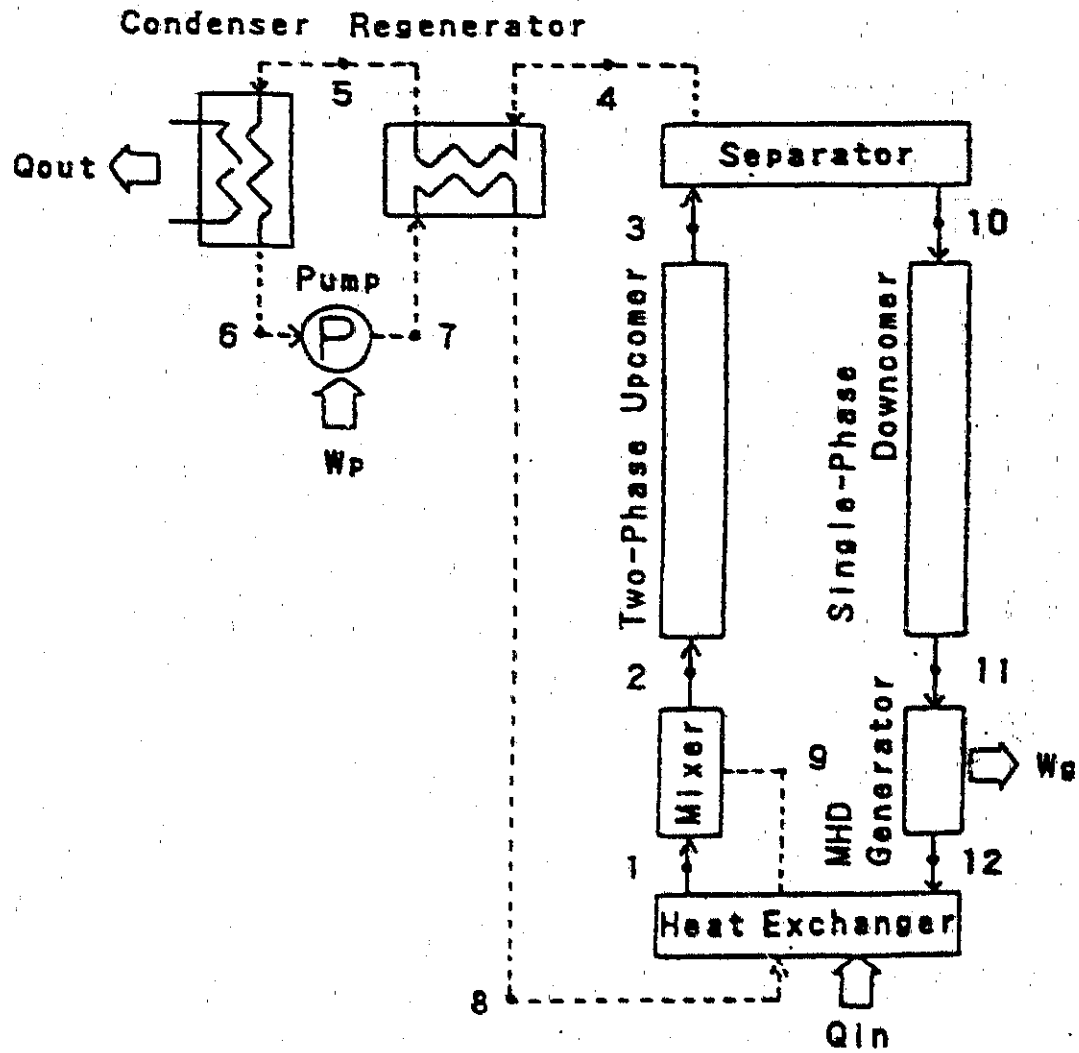 Condenser Regenerator
5
4
Qout
Separator
3
10
Pump
6
P
7
Wp
Two-Phase Upcomer
Single-Phase
Downcomer
2
11
Mixer
9
MHD
Generator
Wg
1
12
Heat Exchanger
8
Qin